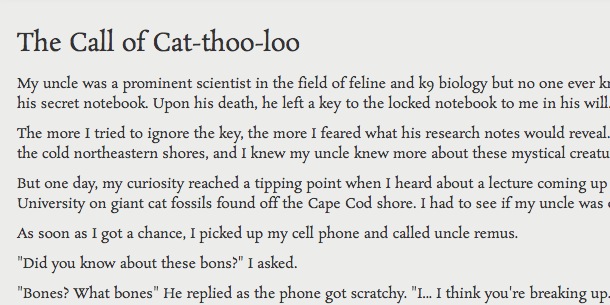 The Call of Cat-thoo-loo
My uncle was a prominent scientist in the field of feline and k9 biology but no one ever
his secret notebook. Upon his death, he left a key to the locked notebook to me in his will.
The more I tried to ignore the key, the more I feared what his research notes would reveal.
the cold northeastern shores, and I knew my uncle knew more about these mystical
But one day, my curiosity reached a tipping point when I heard about a lecture coming up
University on giant cat fossils found off the Cape Cod shore. I had to see if my uncle was
As soon as I got a chance, I picked up my cell phone and called uncle remus.
"Did you know about these bons?" I asked.
"Bones? What bones" He replied as the phone got scratchy. "I... I think you're breaking up.